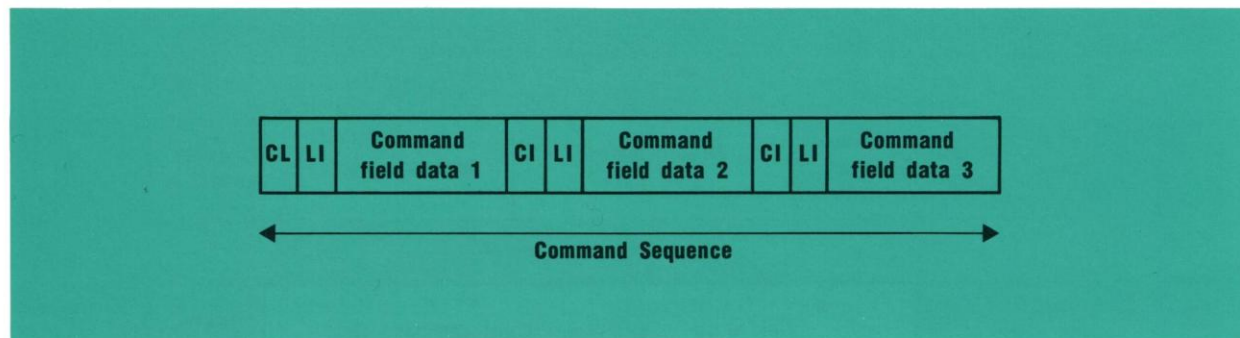 CL LI Command field data 1 CI LI Command field data 2 CI LI Command field data 3
Command Sequence